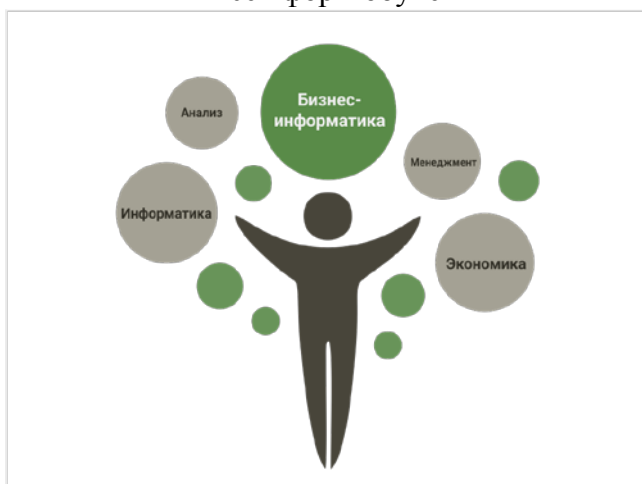 Бизнес-
информатика
Анализ
Менеджмент
Информатика
Экономика